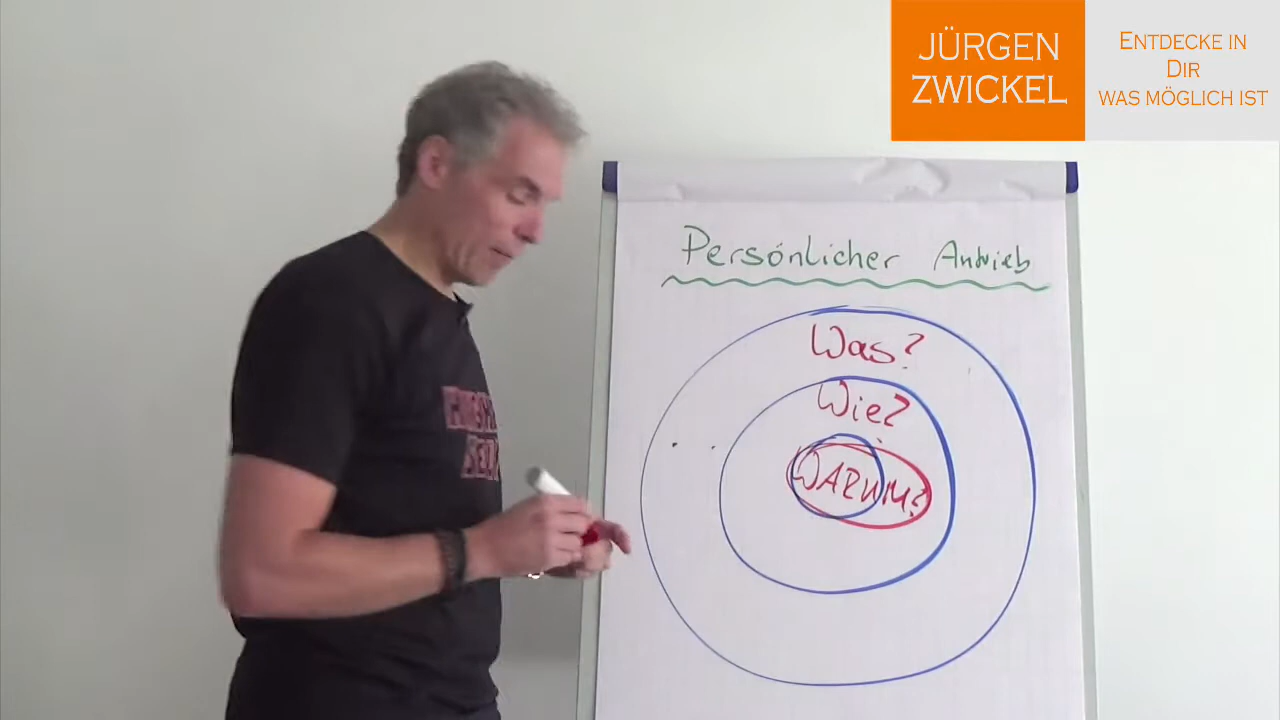 JÜRGEN
ZWICKEL
ENTDECKE IN
DIR
WAS MÖGLICH IST
Persönlicher Antrieb
Was?
Wie?
WARUM?